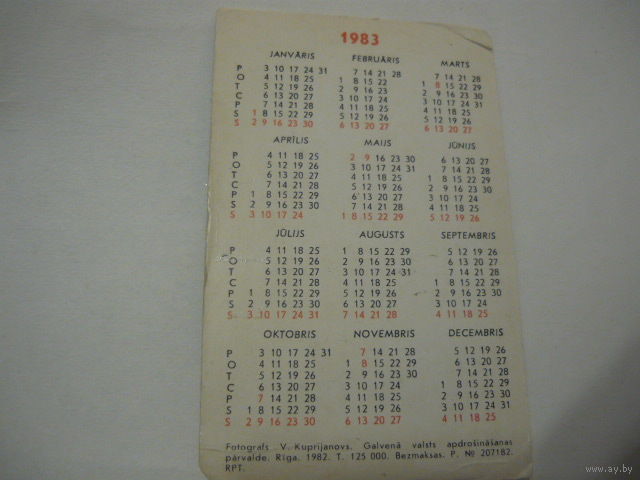 1983
JANVĀRIS FEBRUĀRIS MARTS
P 3 10 17 24 31 7 14 21 28 7 14 21 28
O 4 11 18 25 1 8 15 22 1 8 15 22 29
T 5 12 19 26 2 9 16 23 2 9 16 23 30
C 6 13 20 27 3 10 17 24 3 10 17 24 31
P 7 14 21 28 4 11 18 25 4 11 18 25
S 1 8 15 22 29 5 12 19 26 5 12 19 26
S 2 9 16 23 30 6 13 20 27 6 13 20 27
APRĪLIS MAIJS JŪNIJS
P 4 11 18 25 2 9 16 23 30 6 13 20 27
O 5 12 19 26 3 10 17 24 31 7 14 21 28
T 6 13 20 27 4 11 18 25 1 8 15 22 29
C 7 14 21 28 5 12 19 26 2 9 16 23 30
P 1 8 15 22 29 6 13 20 27 3 10 17 24
S 2 9 16 23 30 7 14 21 28 4 11 18 25
S 3 10 17 24 1 8 15 22 29 5 12 19 26
JŪLIJS AUGUSTS SEPTEMBRIS
P 4 11 18 25 1 8 15 22 29 5 12 19 26
O 5 12 19 26 2 9 16 23 30 6 13 20 27
T 6 13 20 27 3 10 17 24 31 7 14 21 28
C 7 14 21 28 4 11 18 25 1 8 15 22 29
P 1 8 15 22 29 5 12 19 26 2 9 16 23 30
S 2 9 16 23 30 6 13 20 27 3 10 17 24
S 3 10 17 24 31 7 14 21 28 4 11 18 25
OKTOBRIS NOVEMBRIS DECEMBRIS
P 3 10 17 24 31 7 14 21 28 5 12 19 26
O 4 11 18 25 1 8 15 22 29 6 13 20 27
T 5 12 19 26 2 9 16 23 30 7 14 21 28
C 6 13 20 27 3 10 17 24 1 8 15 22 29
P 7 14 21 28 4 11 18 25 2 9 16 23 30
S 1 8 15 22 29 5 12 19 26 3 10 17 24 31
S 2 9 16 23 30 6 13 20 27 4 11 18 25
Fotogrāfs V. Kuprijanovs. Galvenā valsts apdrošināšanas
pārvalde. Rīga. 1982. T. 125 000. Bezmaksas. P. № 207182.
RPT.
www.ay.by